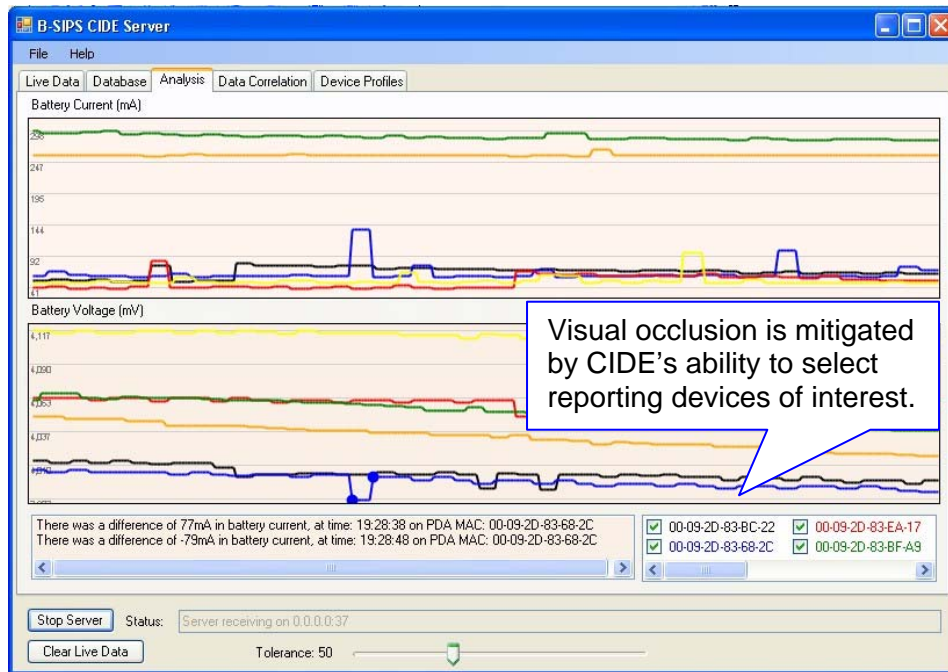 B-SIPS CIDE Server
File Help
Live Data Database Analysis Data Correlation Device Profiles
Battery Current (mA)
298
247
195
144
92
41
Battery Voltage (mV)
4,117
4,090
4,063
4,037
4,010
Visual occlusion is mitigated
by CIDE's ability to select
reporting devices of interest.
There was a difference of 77mA in battery current, at time: 19:28:38 on PDA MAC: 00-09-2D-83-68-2C
There was a difference of -79mA in battery current, at time: 19:28:48 on PDA MAC: 00-09-2D-83-68-2C
00-09-2D-83-BC-22 00-09-2D-83-EA-17
00-09-2D-83-68-2C 00-09-2D-83-BF-A9
Stop Server Status: Server receiving on 0.0.0.0:37
Clear Live Data Tolerance: 50